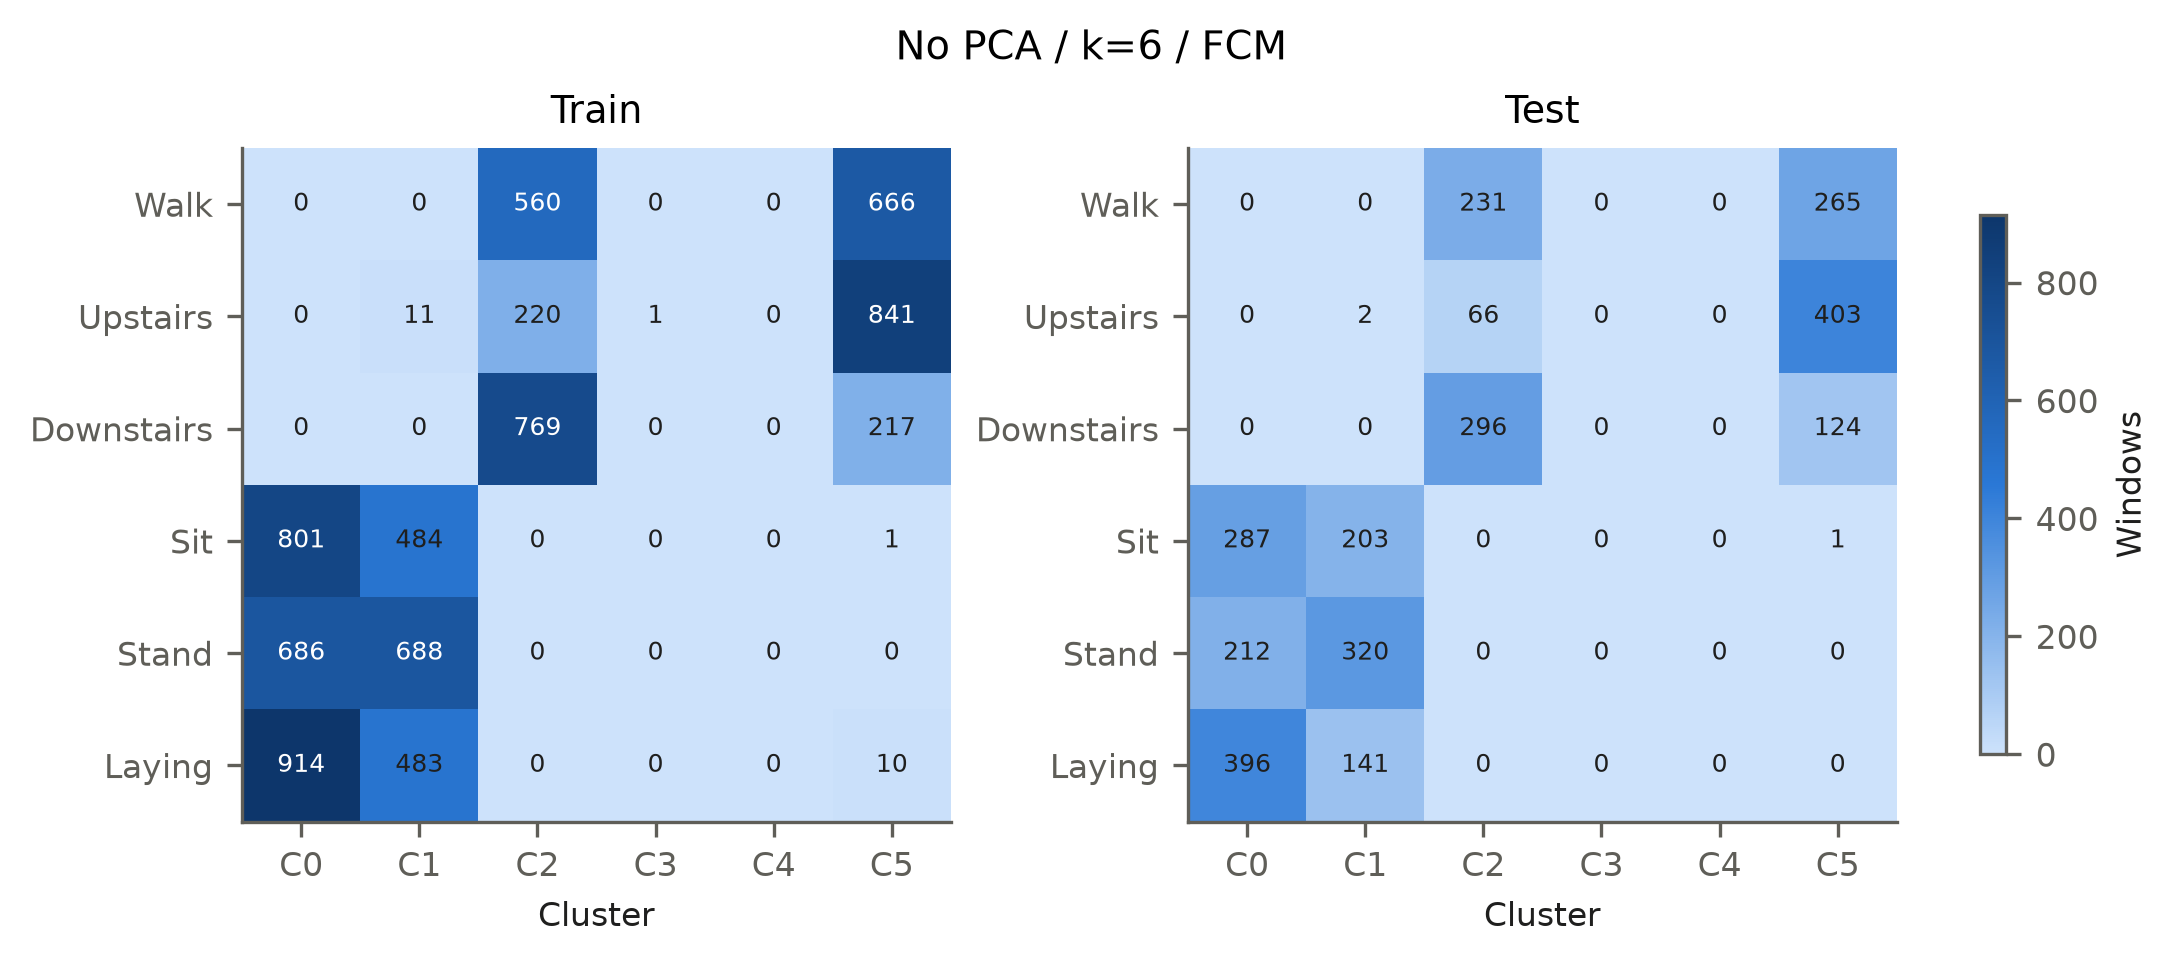 No PCA / k=6 / FCM
Train
Walk 0 0 560 0 0 666
Upstairs 0 11 220 1 0 841
Downstairs 0 0 769 0 0 217
Sit 801 484 0 0 0 1
Stand 686 688 0 0 0 0
Laying 914 483 0 0 0 10
C0 C1 C2 C3 C4 C5
Cluster
Test
Walk 0 0 231 0 0 265
Upstairs 0 2 66 0 0 403
Downstairs 0 0 296 0 0 124
Sit 287 203 0 0 0 1
Stand 212 320 0 0 0 0
Laying 396 141 0 0 0 0
C0 C1 C2 C3 C4 C5
Cluster
800
600
400
200
0
Windows